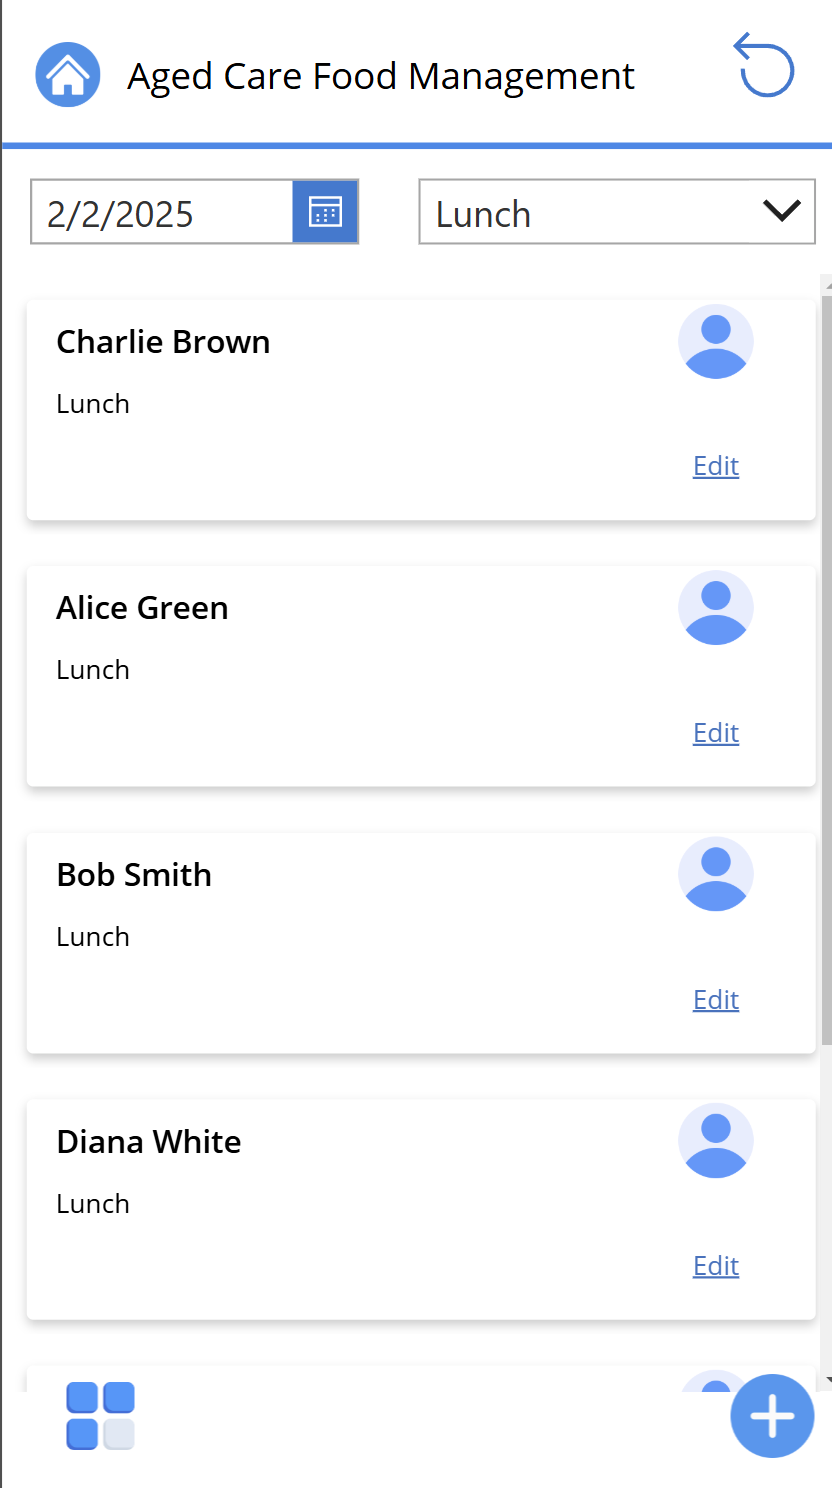 Aged Care Food Management
2/2/2025
Lunch
Charlie Brown
Lunch
Edit
Alice Green
Lunch
Edit
Bob Smith
Lunch
Edit
Diana White
Lunch
Edit